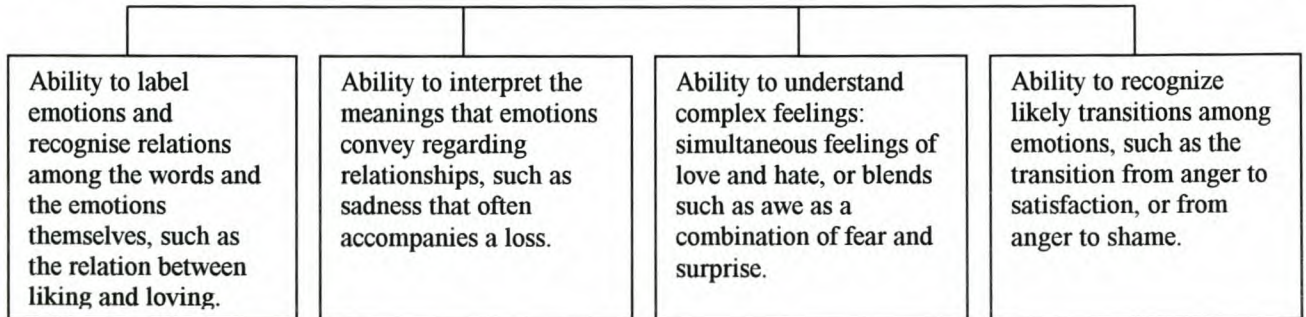 Ability to label
emotions and
recognise relations
among the words and
the emotions
themselves, such as
the relation between
liking and loving.
Ability to interpret the
meanings that emotions
convey regarding
relationships, such as
sadness that often
accompanies a loss.
Ability to understand
complex feelings:
simultaneous feelings of
love and hate, or blends
such as awe as a
combination of fear and
surprise.
Ability to recognize
likely transitions among
emotions, such as the
transition from anger to
satisfaction, or from
anger to shame.